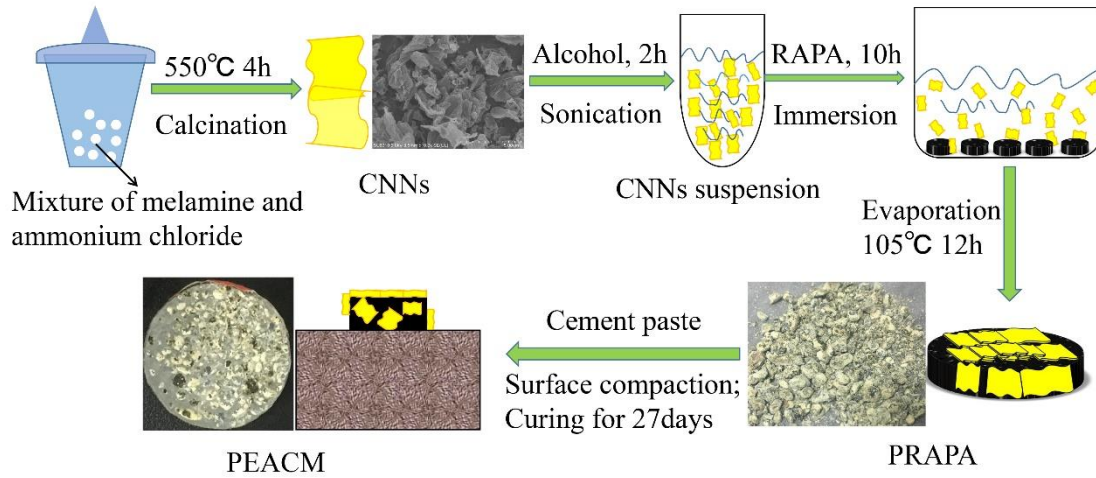 550℃ 4h
Calcination
Mixture of melamine and
ammonium chloride
CNNs
Alcohol, 2h
Sonication
CNNs suspension
RAPA, 10h
Immersion
Evaporation
105℃ 12h
PRAPA
Cement paste
Surface compaction;
Curing for 27days
PEACM